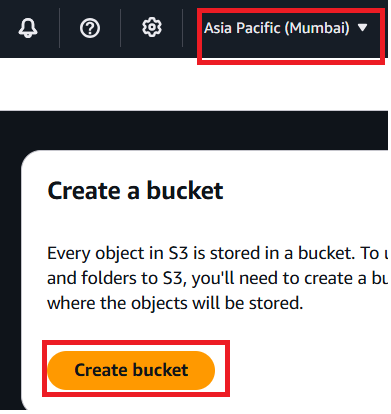 Asia Pacific (Mumbai)
Create a bucket
Every object in S3 is stored in a bucket. To
and folders to S3, you'll need to create a
where the objects will be stored.
Create bucket